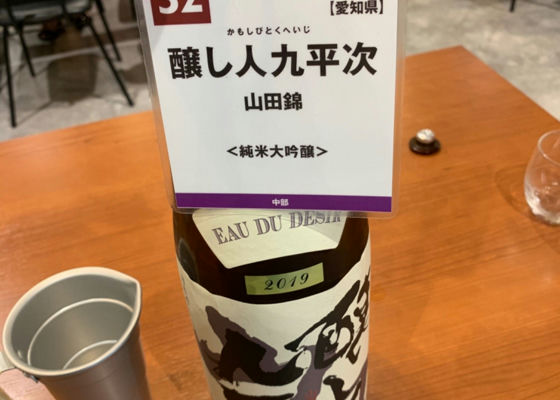 32
【愛知県】
かもしびとくへいじ
醸し人九平次
山田錦
<純米大吟醸>
中部
EAU DU DÉSIR
2019